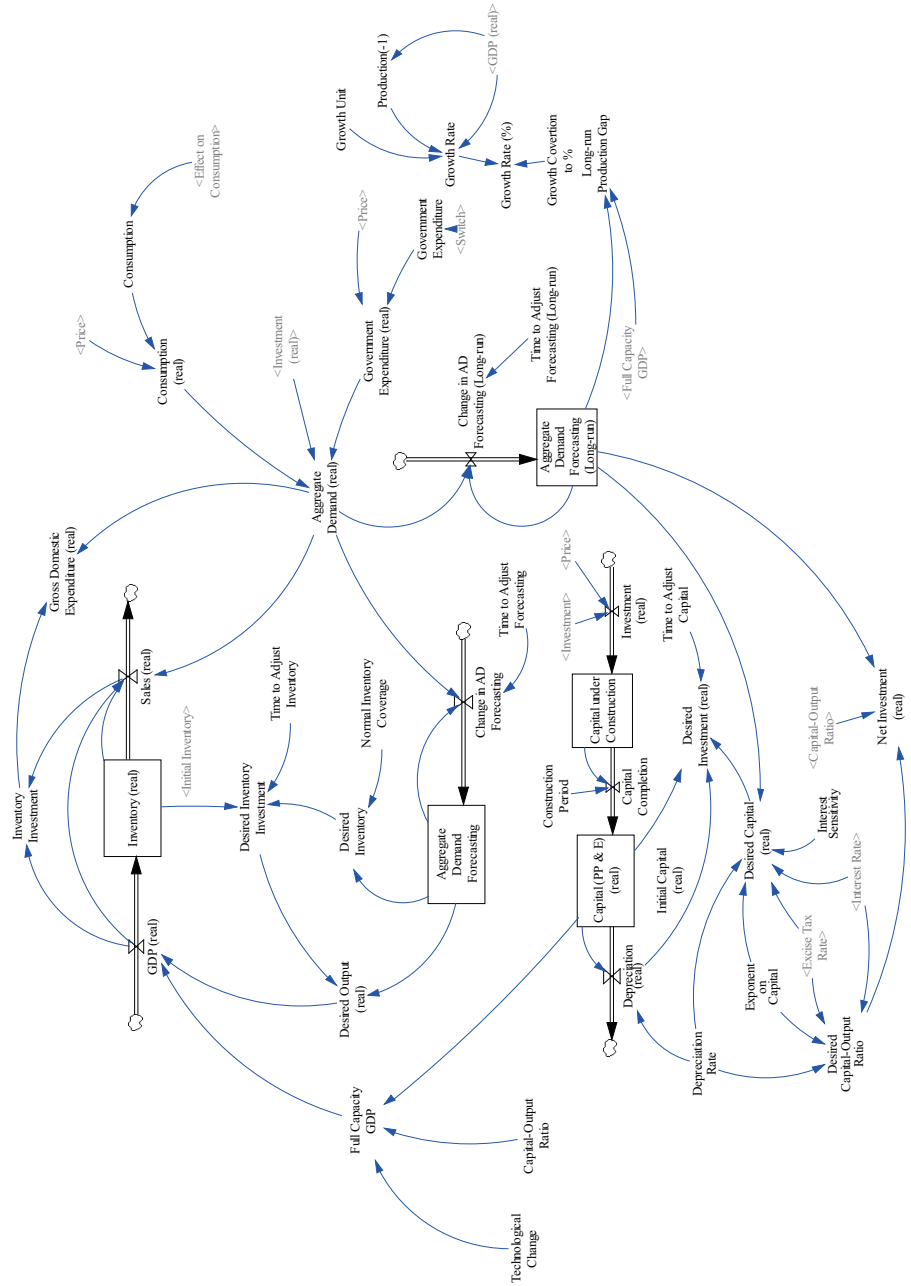 Technological
Change
Capital-Output
Ratio
Full Capacity
GDP
GDP (real)
Inventory
Investment
Gross Domestic
Expenditure (real)
Inventory (real)
Sales (real)
<Initial Inventory>
Desired Inventory
Investment
Time to Adjust
Inventory
Desired Output
(real)
Desired
Inventory
Normal Inventory
Coverage
Aggregate
Demand
Forecasting
Change in AD
Forecasting
Time to Adjust
Forecasting
Aggregate
Demand (real)
<Price>
Consumption
(real)
Consumption
<Effect on
Consumption>
<Investment
(real)>
Government
Expenditure (real)
<Price>
Government
Expenditure
<Switch>
Growth Unit
Production(-1)
<GDP (real)>
Growth Rate
Growth Rate (%)
Growth Covertion
to %
Long-run
Production Gap
<Full Capacity
GDP>
Change in AD
Forecasting (Long-run)
Time to Adjust
Forecasting (Long-run)
Aggregate
Demand
Forecasting
(Long-run)
Depreciation
(real)
Capital (PP & E)
(real)
Construction
Period
Capital
Completion
Capital under
Construction
<Investment>
<Price>
Investment
(real)
Initial Capital
(real)
Desired
Investment (real)
Time to Adjust
Capital
Depreciation
Rate
Exponent
on
Capital
Desired Capital
(real)
Interest
Sensitivity
<Excise Tax
Rate>
<Interest Rate>
Desired
Capital-Output
Ratio
<Capital-Output
Ratio>
Net Investment
(real)